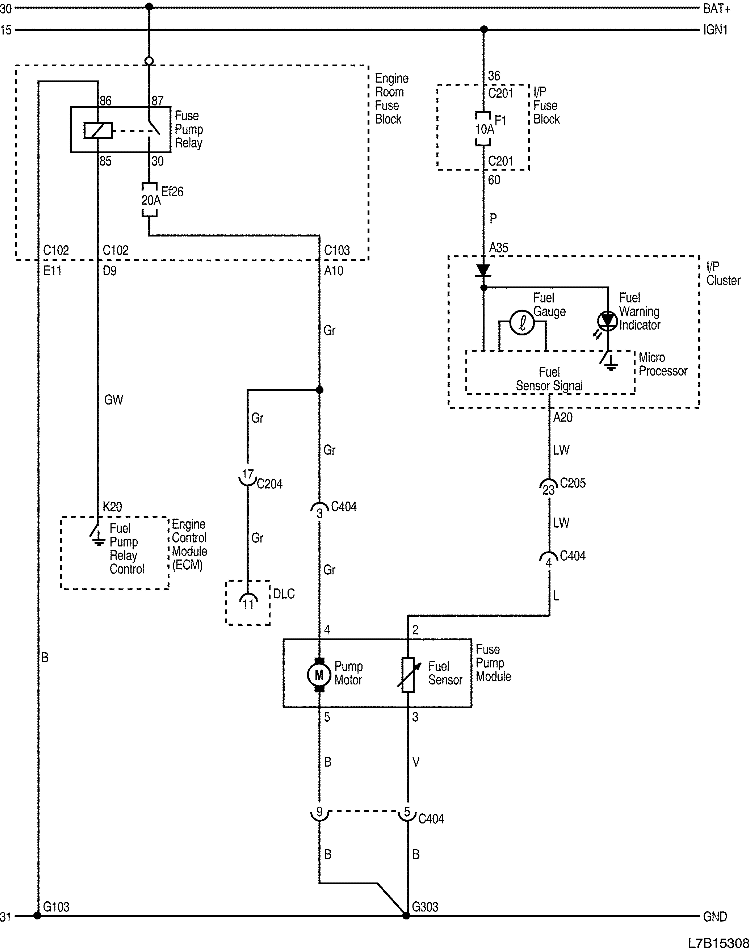 30 BAT+
15 IGN1
36
C201
I/P
Fuse
Block
F1
10A
C201
60
Engine
Room
Fuse
Block
86 87
Fuse
Pump
Relay
85 30
Ef26
20A
C102 C102 C103
E11 D9 A10
P
A35
I/P
Cluster
Fuel
Gauge
ℓ
Fuel
Warning
Indicator
Micro
Processor
Fuel
Sensor Signal
A20
Gr
GW
Gr
Gr
LW
17
C204
C404
3
23
C205
LW
K20
Fuel
Pump
Relay
Control
Engine
Control
Module
(ECM)
Gr
Gr
C404
4
DLC
11
L
B
4 2
M
Pump
Motor
Fuel
Sensor
Fuse
Pump
Module
5 3
B V
9 5
C404
B B
G103 G303
31 GND
L7B15308